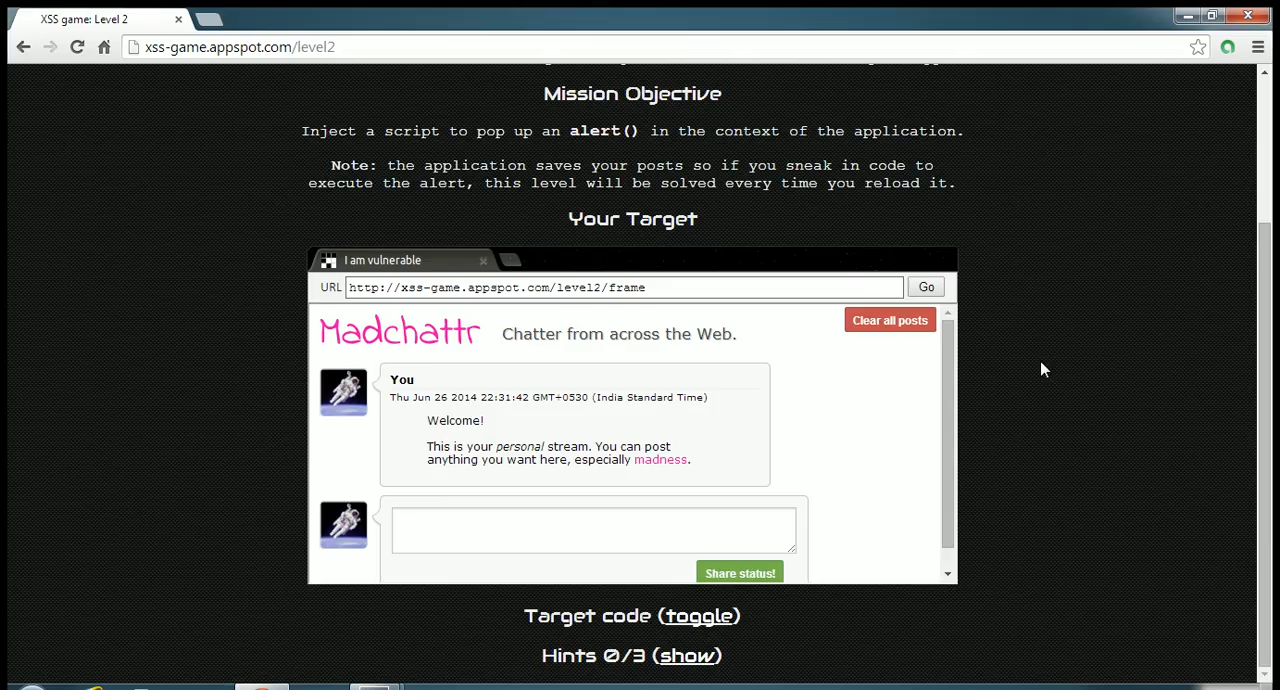 XSS game: Level 2
xss-game.appspot.com/level2
Mission Objective
Inject a script to pop up an alert() in the context of the application.
Note: the application saves your posts so if you sneak in code to
execute the alert, this level will be solved every time you reload it.
Your Target
I am vulnerable
URL http://xss-game.appspot.com/level2/frame Go
Madchattr Chatter from across the Web. Clear all posts
You
Thu Jun 26 2014 22:31:42 GMT+0530 (India Standard Time)
Welcome!
This is your personal stream. You can post
anything you want here, especially madness.
Share status!
Target code (toggle)
Hints 0/3 (show)